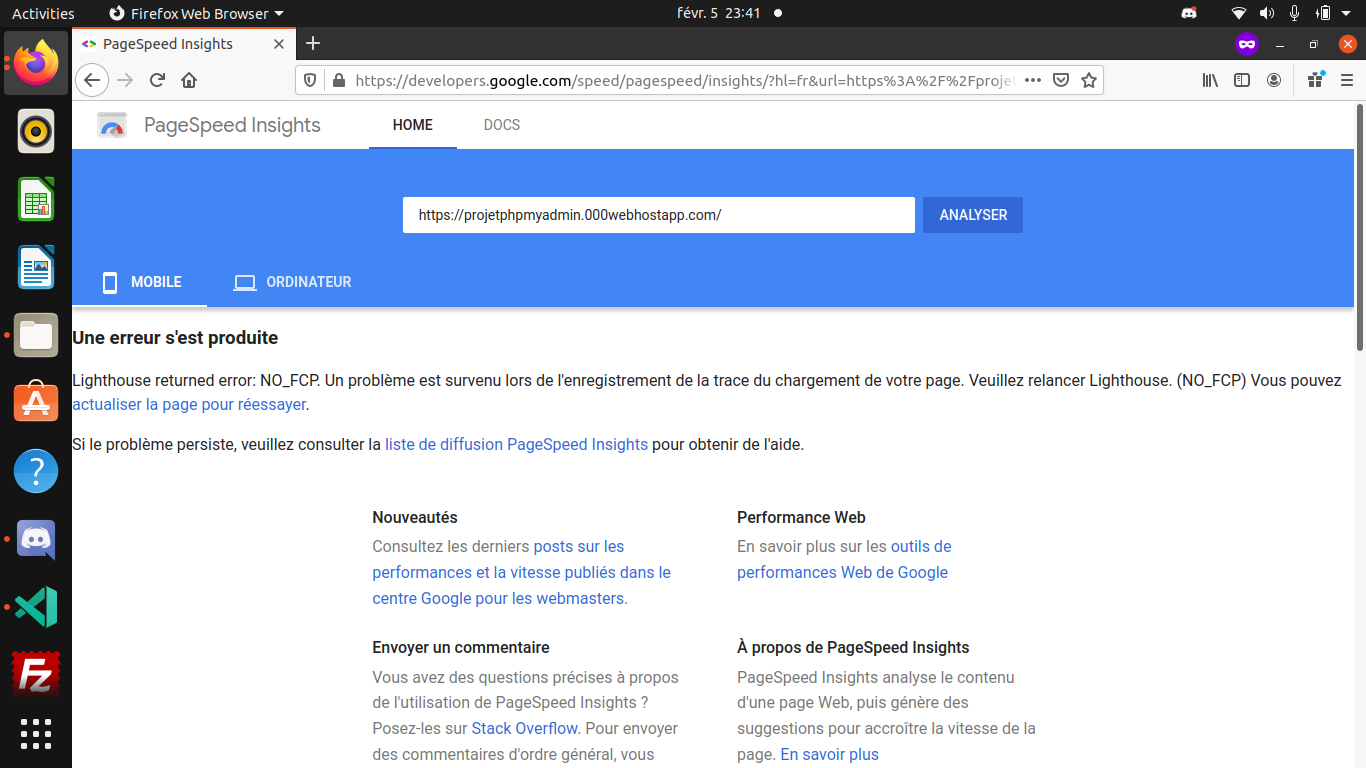 Activities
Firefox Web Browser
févr. 5 23:41
PageSpeed Insights
https://developers.google.com/speed/pagespeed/insights/?hl=fr&url=https%3A%2F%2Fproje
PageSpeed Insights
HOME
DOCS
https://projetphpmyadmin.000webhostapp.com/
ANALYSER
MOBILE
ORDINATEUR
Une erreur s'est produite
Lighthouse returned error: NO_FCP. Un problème est survenu lors de l'enregistrement de la trace du chargement de votre page. Veuillez relancer Lighthouse. (NO_FCP) Vous pouvez
actualiser la page pour réessayer.
Si le problème persiste, veuillez consulter la liste de diffusion PageSpeed Insights pour obtenir de l'aide.
Nouveautés
Consultez les derniers posts sur les
performances et la vitesse publiés dans le
centre Google pour les webmasters.
Performance Web
En savoir plus sur les outils de
performances Web de Google
Envoyer un commentaire
Vous avez des questions précises à propos
de l'utilisation de PageSpeed Insights ?
Posez-les sur Stack Overflow. Pour envoyer
des commentaires d'ordre général, vous
À propos de PageSpeed Insights
PageSpeed Insights analyse le contenu
d'une page Web, puis génère des
suggestions pour accroître la vitesse de la
page. En savoir plus
Fz